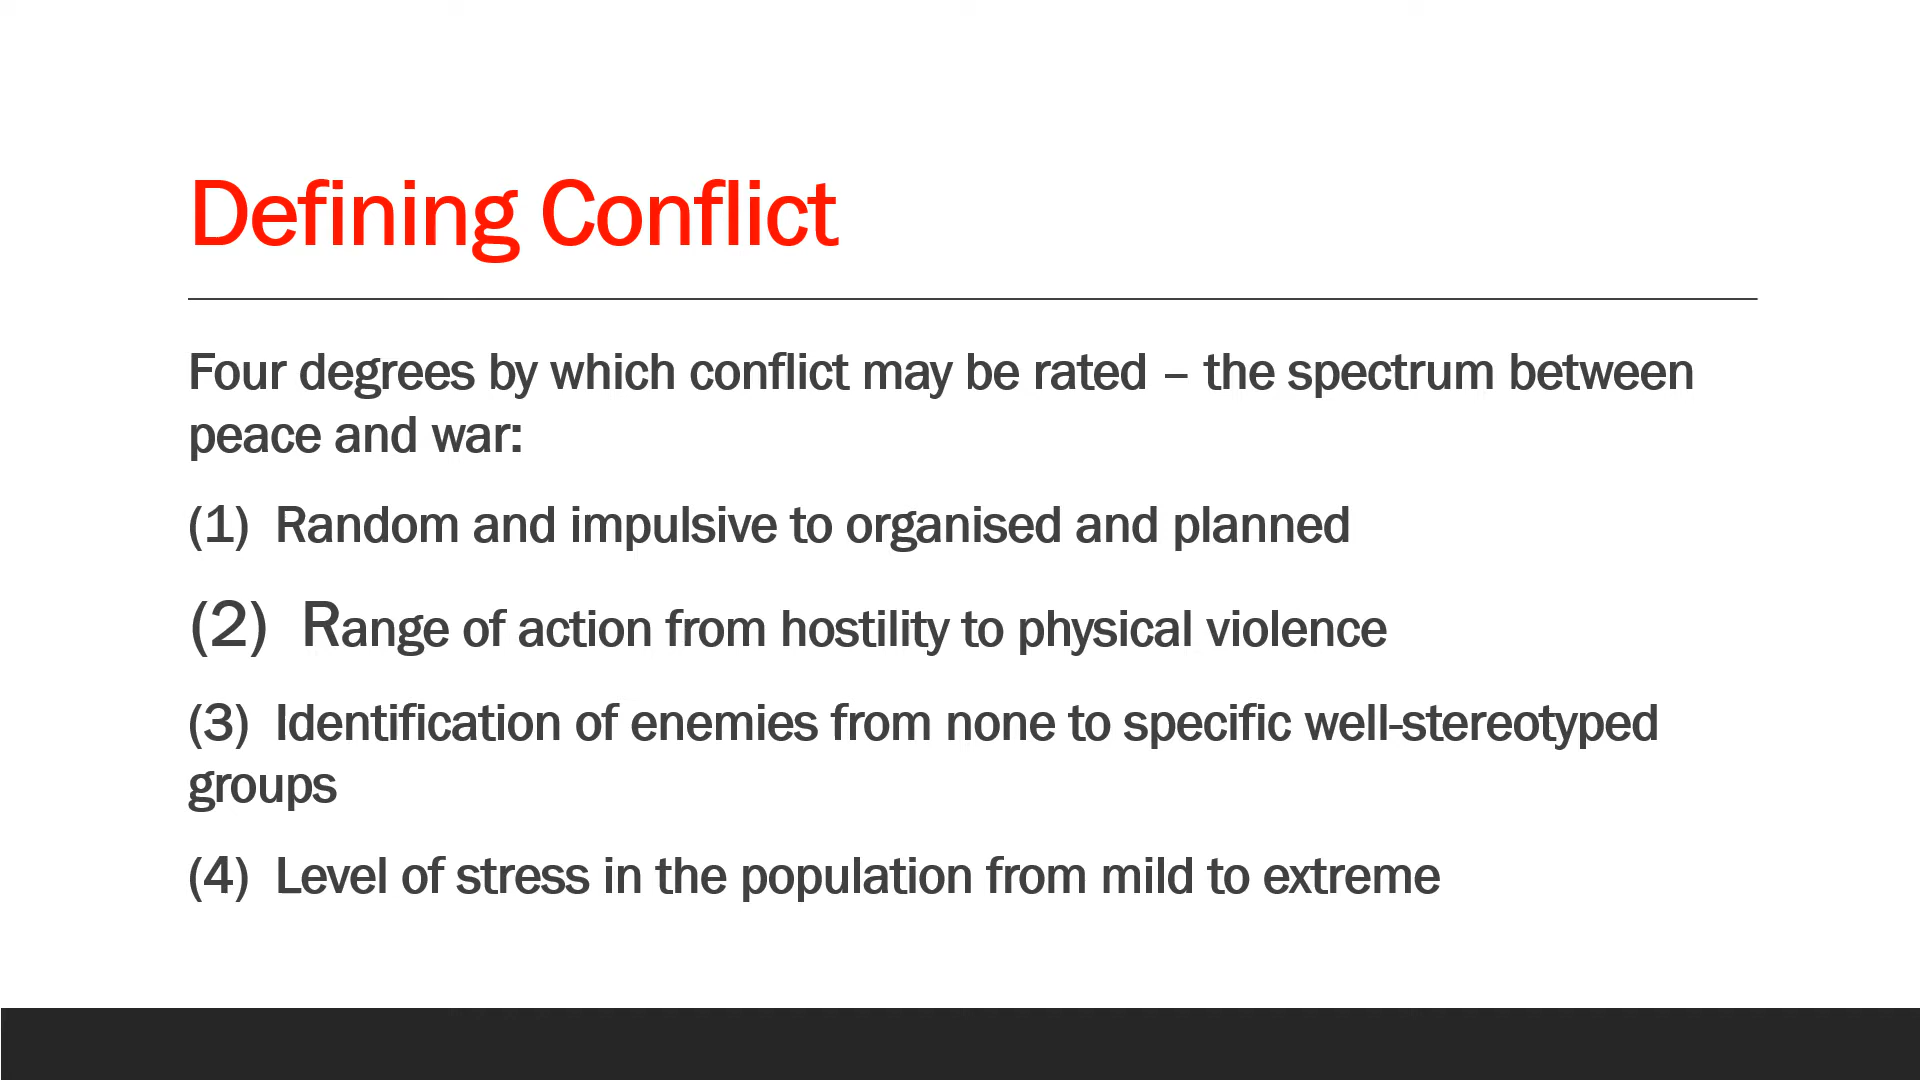 Defining Conflict
Four degrees by which conflict may be rated – the spectrum between
peace and war:
(1) Random and impulsive to organised and planned
(2) Range of action from hostility to physical violence
(3) Identification of enemies from none to specific well-stereotyped
groups
(4) Level of stress in the population from mild to extreme